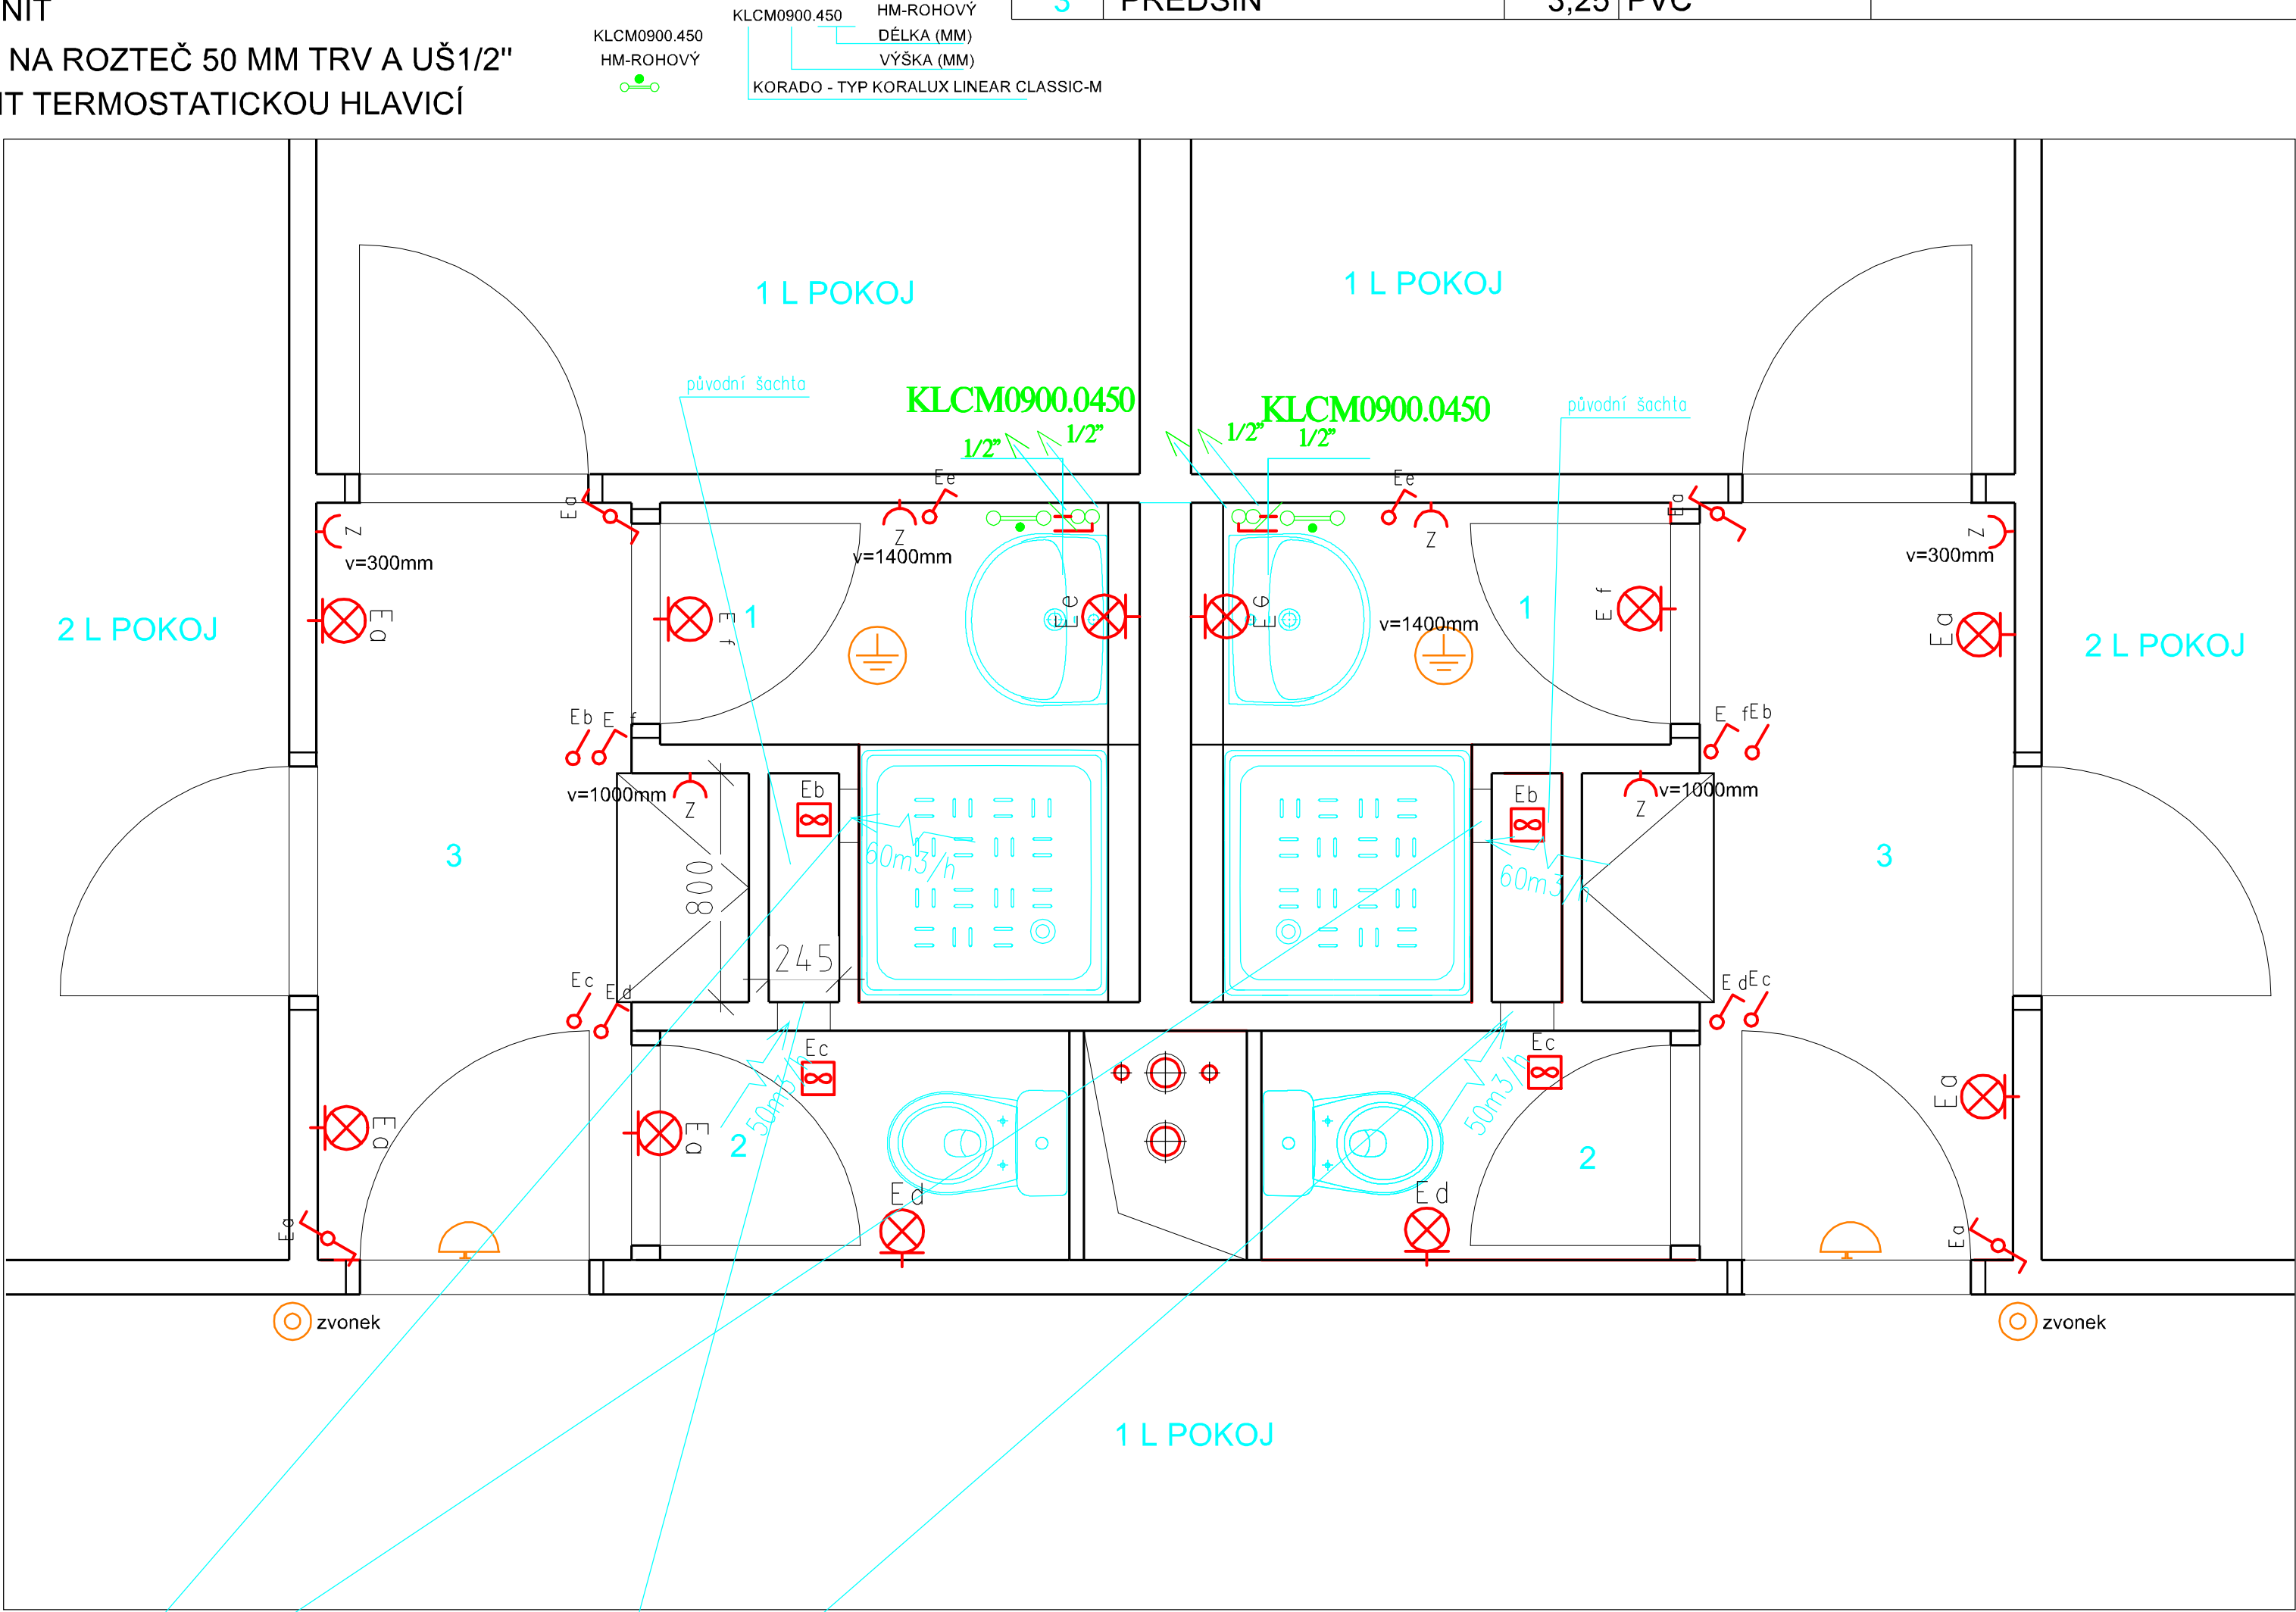 NIT
NA ROZTEČ 50 MM TRV A UŠ1/2"
IT TERMOSTATICKOU HLAVICÍ
KLCM0900.450
HM-ROHOVÝ
KLCM0900.450
HM-ROHOVÝ
DÉLKA (MM)
VÝŠKA (MM)
KORADO - TYP KORALUX LINEAR CLASSIC-M
3 PŘEDSÍŇ 3,25 PVC
1 L POKOJ
1 L POKOJ
původní šachta
KLCM0900.0450
1/2"
1/2"
KLCM0900.0450
1/2"
1/2"
původní šachta
Ea
Ee
Ee
Ea
Z
v=300mm
Z
v=1400mm
Z
Z
v=300mm
2 L POKOJ
Ea
E f
1
Ee
Ee
v=1400mm
1
E f
Ea
2 L POKOJ
Eb
E f
E f
Eb
v=1000mm
Z
Eb
Eb
Z
v=1000mm
3
800
60m3/h
60m3/h
3
245
Ec
E d
E d
Ec
Ec
Ec
50m3/h
50m3/h
Ea
Ea
2
2
Ea
Ed
Ed
Ea
Ea
zvonek
zvonek
1 L POKOJ